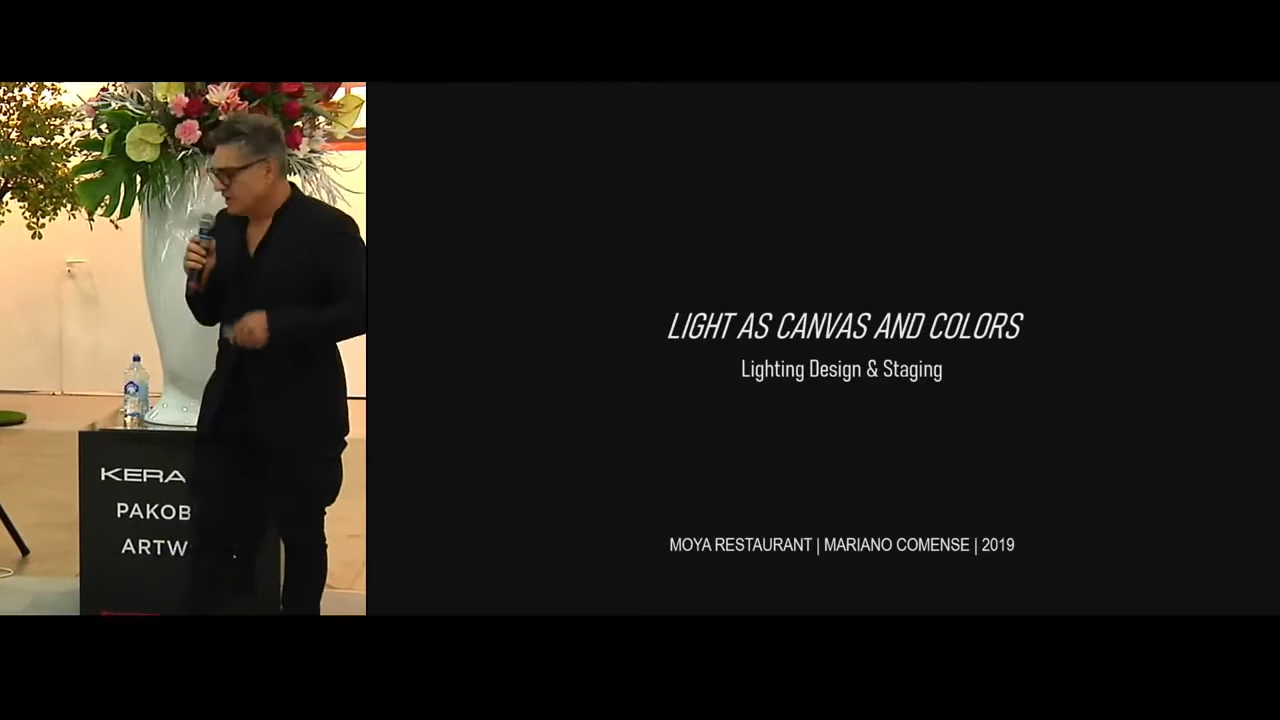 KERA
PAKOB
ARTW
LIGHT AS CANVAS AND COLORS
Lighting Design & Staging
MOYA RESTAURANT | MARIANO COMENSE | 2019